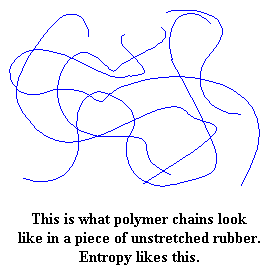 This is what polymer chains look
like in a piece of unstretched rubber.
Entropy likes this.